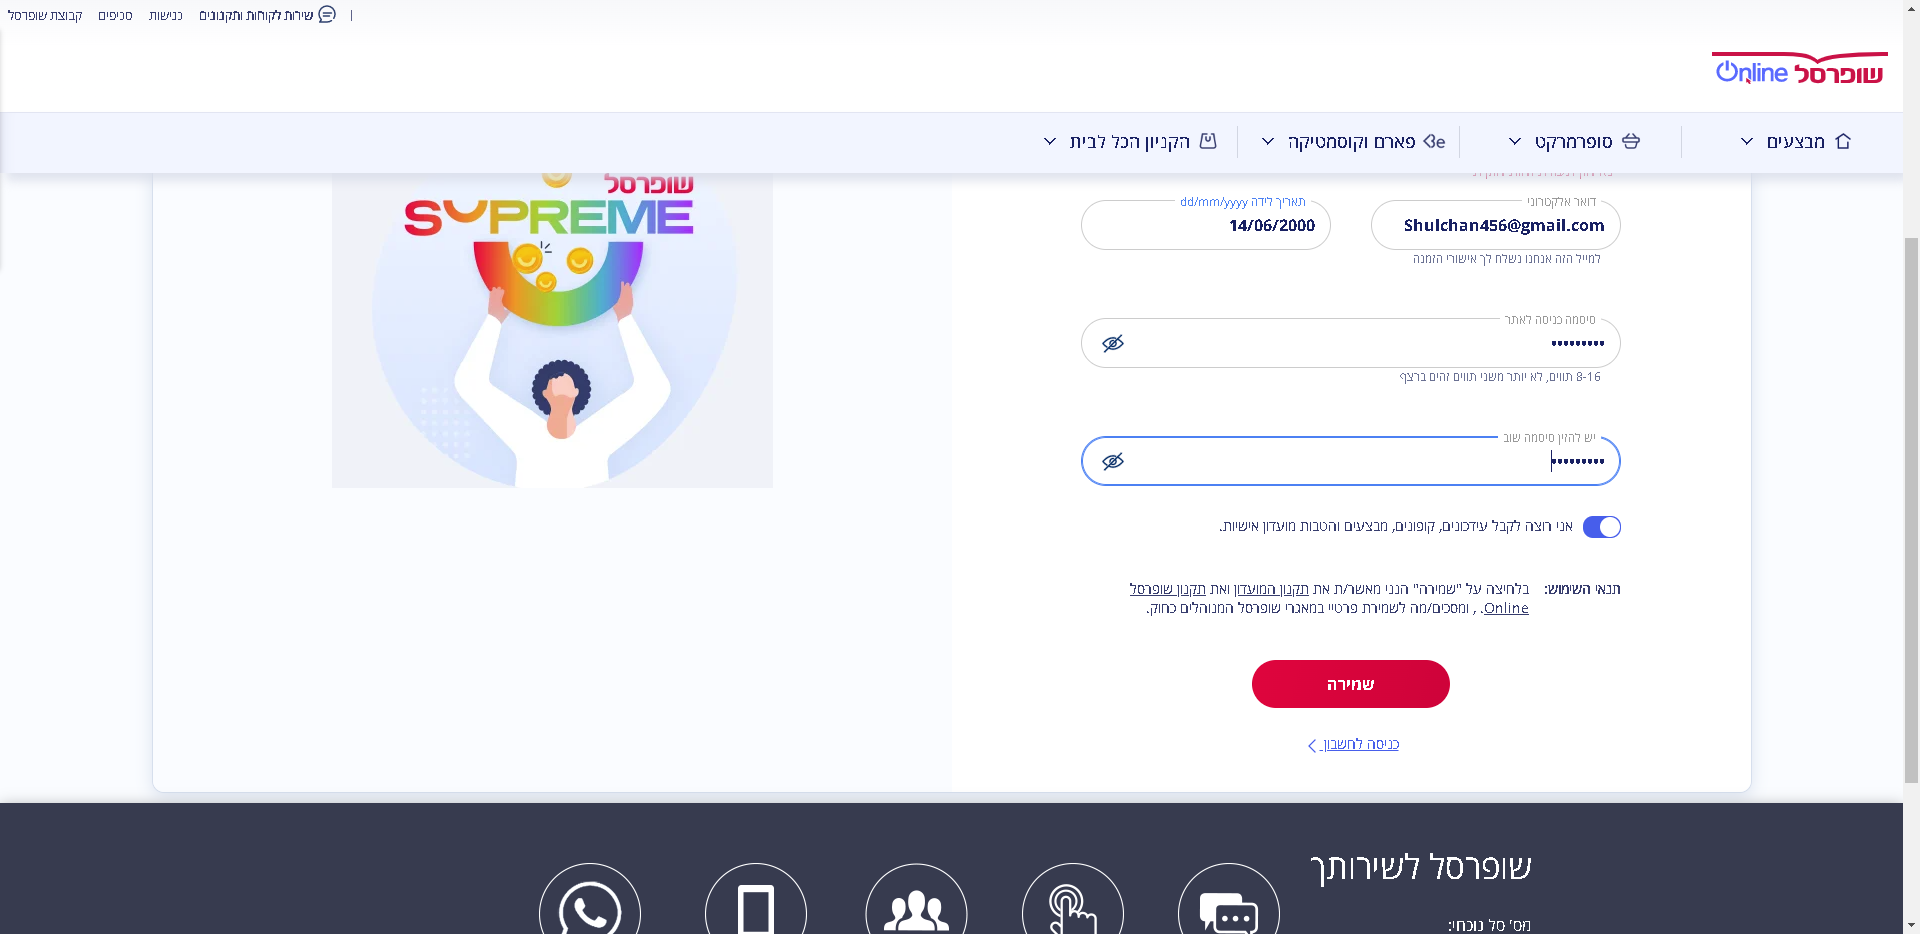 שירות לקוחות ותקנונים | נגישות סניפים קבוצת שופרסל
שופרסל Online
מבצעים סופרמרקט פארם וקוסמטיקה Be הקניון הכל לבית
שופרסל
SUPREME
דואר אלקטרוני
Shulchan456@gmail.com
למייל הזה אנחנו נשלח לך אישורי הזמנה
תאריך לידה dd/mm/yyyy
14/06/2000
סיסמה כניסה לאתר
•••••••••
8-16 תווים, לא יותר משני תווים זהים ברצף
יש להזין סיסמה שוב
•••••••••
אני רוצה לקבל עידכונים, קופונים, מבצעים והטבות מועדון אישיות.
תנאי השימוש: בלחיצה על "שמירה" הנני מאשר/ת את תקנון המועדון ואת תקנון שופרסל
Online. , ומסכים/מה לשמירת פרטיי במאגרי שופרסל המנוהלים כחוק.
שמירה
כניסה לחשבון
שופרסל לשירותך
מס' סל נוכחי: